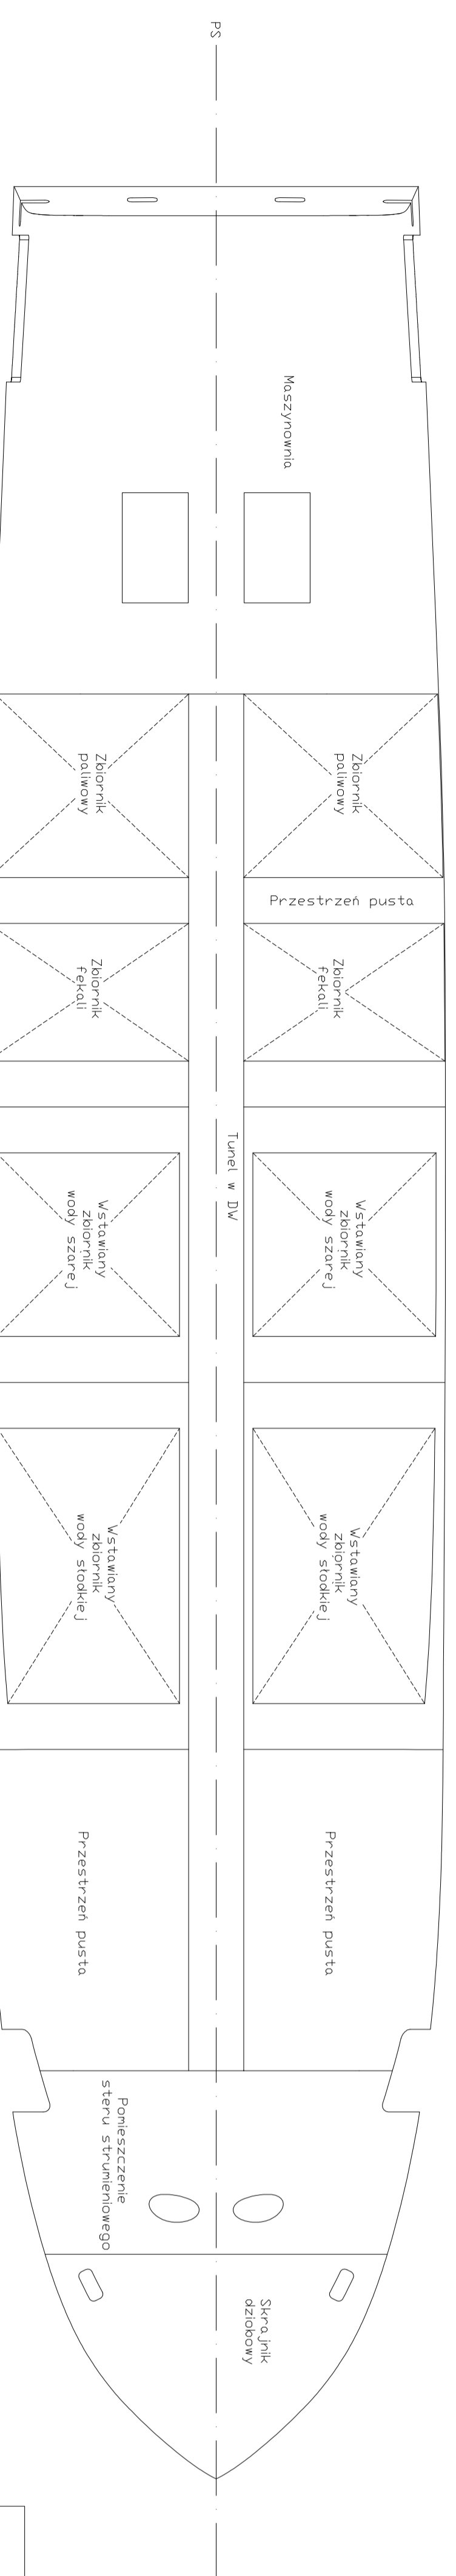 PS
Maszynownia
Zbiornik
paliwowy
Zbiornik
paliwowy
Przestrzeń pusta
Zbiornik
fekali
Zbiornik
fekali
Tunel w DW
Wstawiany
zbiornik
wody szarej
Wstawiany
zbiornik
wody szarej
Wstawiany
zbiornik
wody słodkiej
Wstawiany
zbiornik
wody słodkiej
Przestrzeń pusta
Przestrzeń pusta
Pomieszczenie
steru strumieniowego
Skrajnik
dziobowy